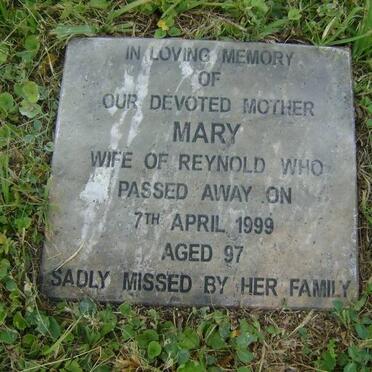 IN LOVING MEMORY
OF
OUR DEVOTED MOTHER
MARY
WIFE OF REYNOLD WHO
PASSED AWAY ON
7TH APRIL 1999
AGED 97
SADLY MISSED BY HER FAMILY